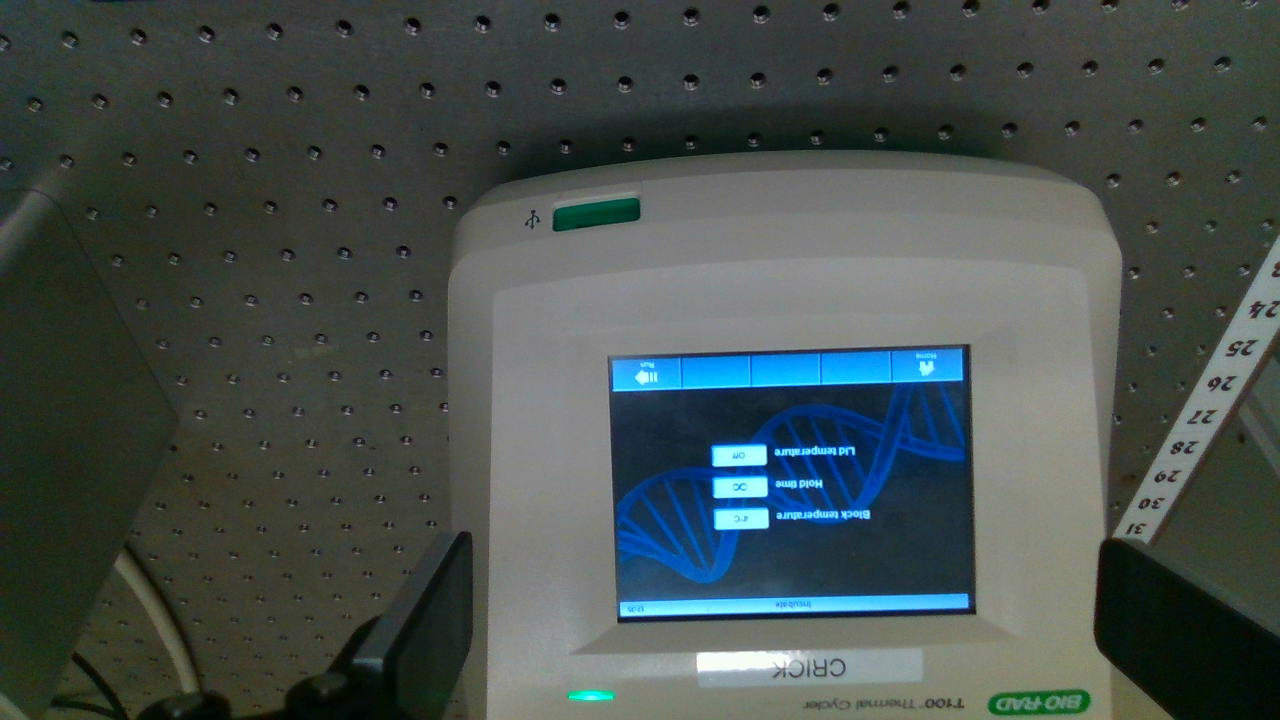 BIO-RAD T100™ Thermal Cycler
CRICK
Incubate 12:35
Block temperature 4°C
Hold time ∞
Lid temperature Off
Home Run
31
30
29
28
27
26
25
24